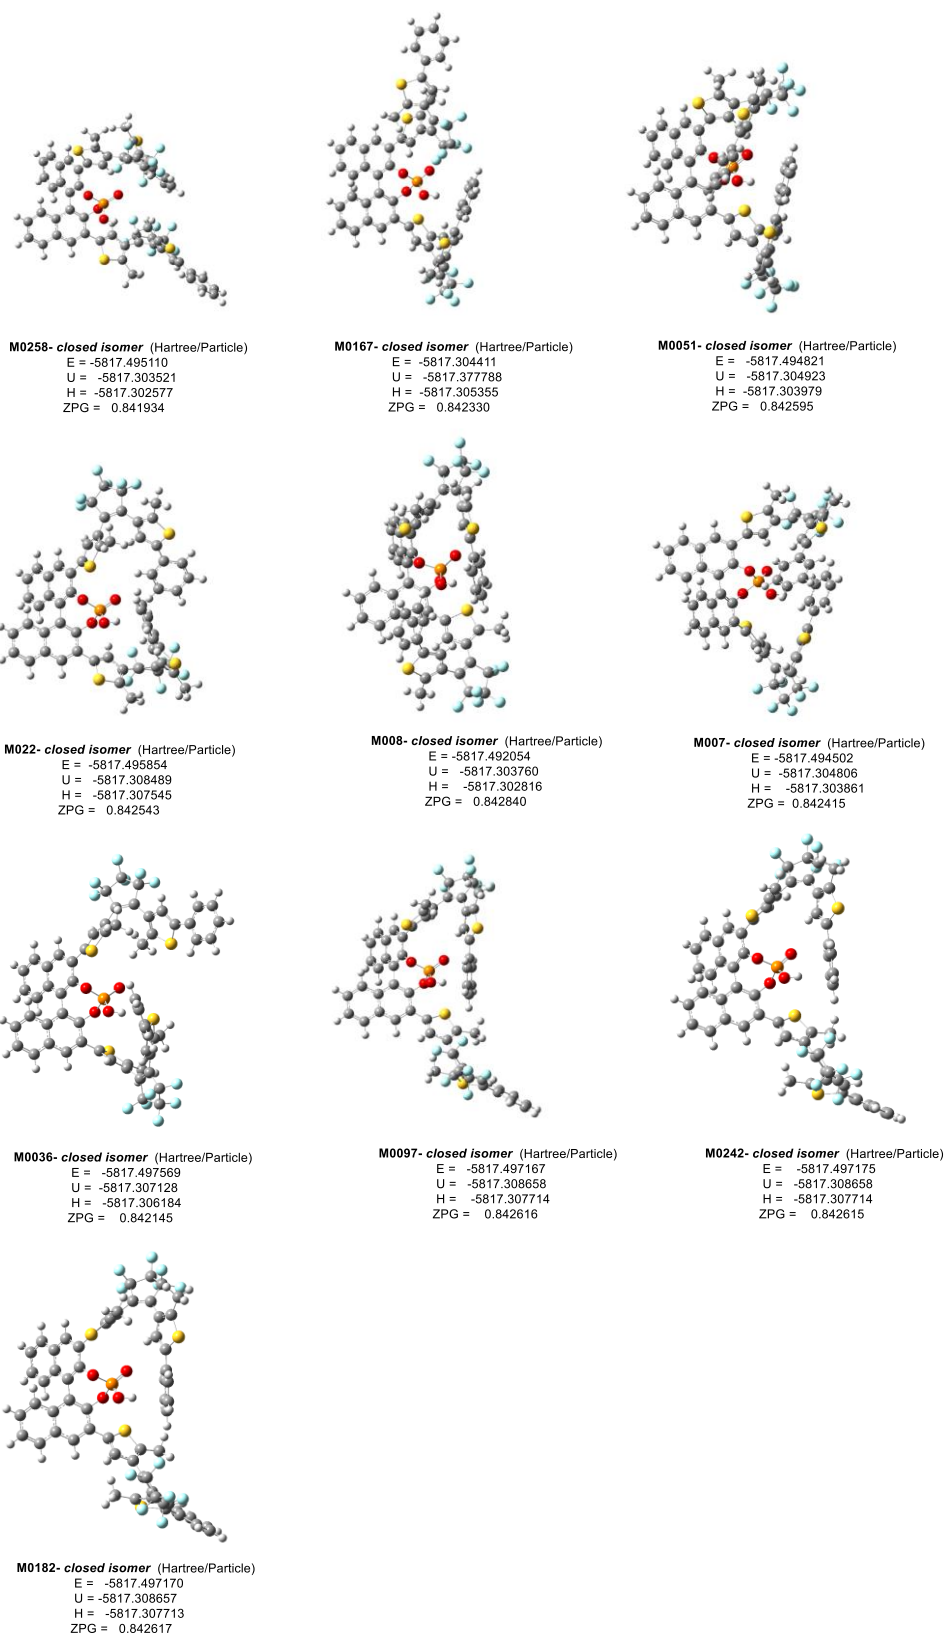 M0258- closed isomer (Hartree/Particle)
E = -5817.495110
U = -5817.303521
H = -5817.302577
ZPG = 0.841934
M0167- closed isomer (Hartree/Particle)
E = -5817.304411
U = -5817.377788
H = -5817.305355
ZPG = 0.842330
M0051- closed isomer (Hartree/Particle)
E = -5817.494821
U = -5817.304923
H = -5817.303979
ZPG = 0.842595
M022- closed isomer (Hartree/Particle)
E = -5817.495854
U = -5817.308489
H = -5817.307545
ZPG = 0.842543
M008- closed isomer (Hartree/Particle)
E = -5817.492054
U = -5817.303760
H = -5817.302816
ZPG = 0.842840
M007- closed isomer (Hartree/Particle)
E = -5817.494502
U = -5817.304806
H = -5817.303861
ZPG = 0.842415
M0036- closed isomer (Hartree/Particle)
E = -5817.497569
U = -5817.307128
H = -5817.306184
ZPG = 0.842145
M0097- closed isomer (Hartree/Particle)
E = -5817.497167
U = -5817.308658
H = -5817.307714
ZPG = 0.842616
M0242- closed isomer (Hartree/Particle)
E = -5817.497175
U = -5817.308658
H = -5817.307714
ZPG = 0.842615
M0182- closed isomer (Hartree/Particle)
E = -5817.497170
U = -5817.308657
H = -5817.307713
ZPG = 0.842617